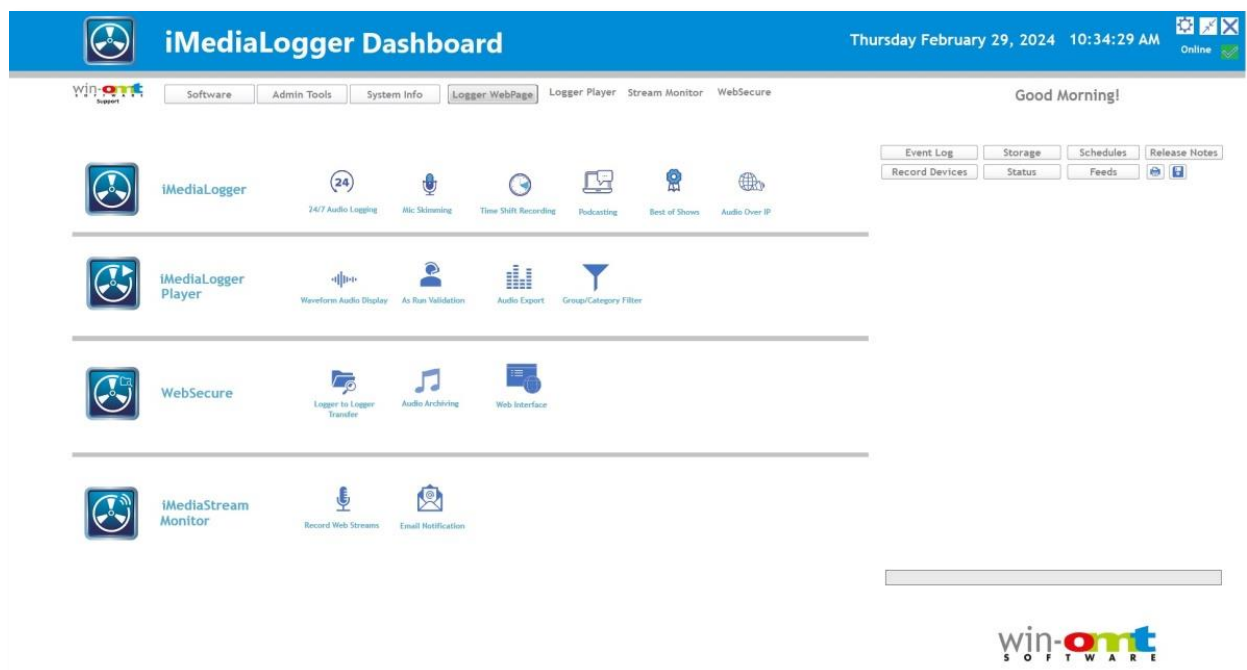 iMediaLogger Dashboard
Thursday February 29, 2024 10:34:29 AM
Online
win-omt
SOFTWARE
Support
Software Admin Tools System Info Logger WebPage Logger Player Stream Monitor WebSecure
Good Morning!
Event Log Storage Schedules Release Notes
Record Devices Status Feeds
iMediaLogger
24
24/7 Audio Logging Mic Skimming Time Shift Recording Podcasting Best of Shows Audio Over IP
iMediaLogger
Player
Waveform Audio Display As Run Validation Audio Export Group/Category Filter
WebSecure
Logger to Logger
Transfer
Audio Archiving Web Interface
iMediaStream
Monitor
Record Web Streams Email Notification
win-omt
SOFTWARE